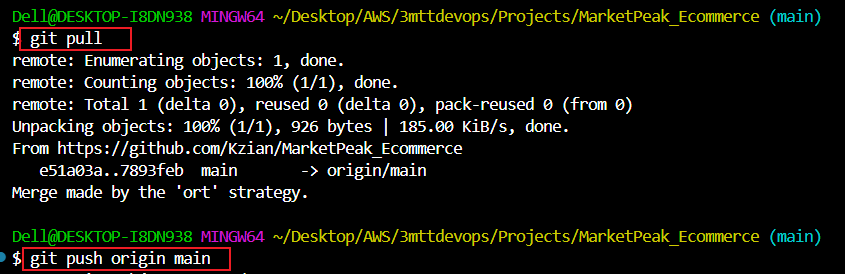 Dell@DESKTOP-I8DN938 MINGW64 ~/Desktop/AWS/3mttdevops/Projects/MarketPeak_Ecommerce (main)
$ git pull
remote: Enumerating objects: 1, done.
remote: Counting objects: 100% (1/1), done.
remote: Total 1 (delta 0), reused 0 (delta 0), pack-reused 0 (from 0)
Unpacking objects: 100% (1/1), 926 bytes | 185.00 KiB/s, done.
From https://github.com/Kzian/MarketPeak_Ecommerce
   e51a03a..7893feb  main       -> origin/main
Merge made by the 'ort' strategy.
Dell@DESKTOP-I8DN938 MINGW64 ~/Desktop/AWS/3mttdevops/Projects/MarketPeak_Ecommerce (main)
$ git push origin main